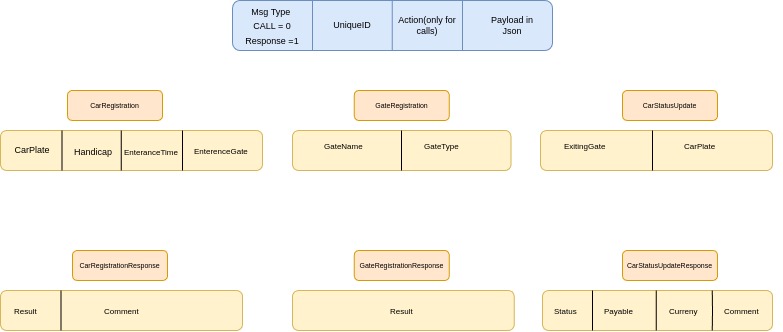 Msg Type
CALL = 0
Response =1
UniqueID
Action(only for
calls)
Payload in
Json
CarRegistration
GateRegistration
CarStatusUpdate
CarPlate
Handicap
EnteranceTime
EnterenceGate
GateName
GateType
ExitingGate
CarPlate
CarRegistrationResponse
GateRegistrationResponse
CarStatusUpdateResponse
Result
Comment
Result
Status
Payable
Curreny
Comment